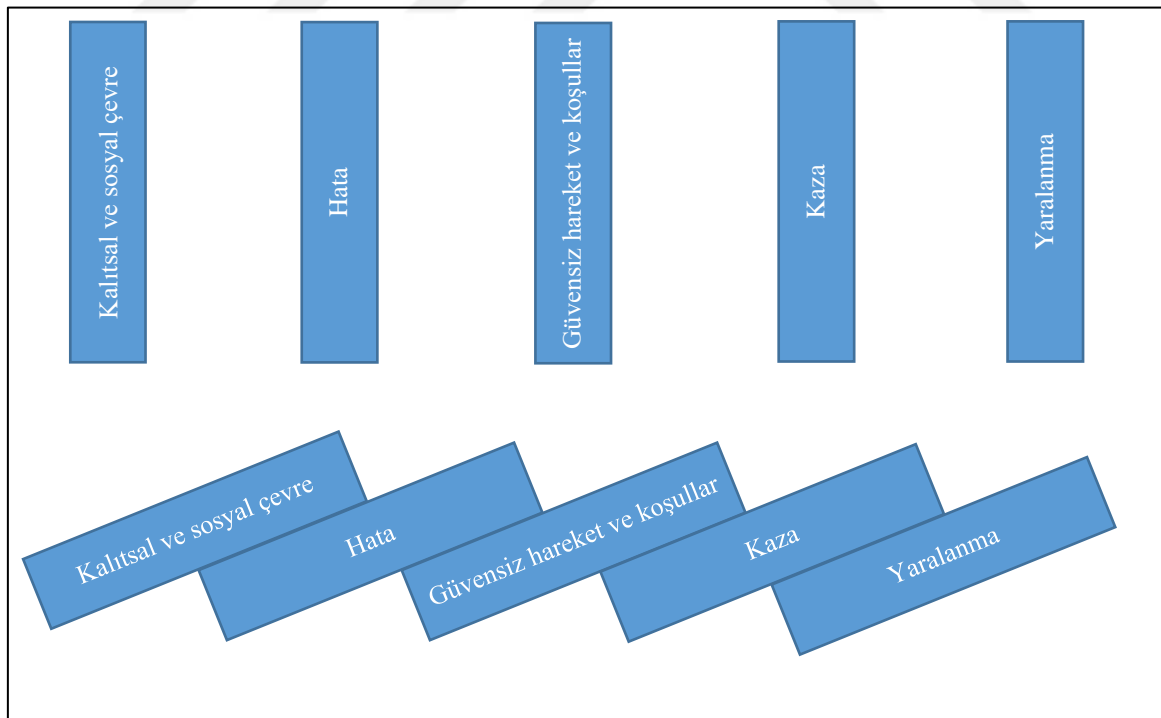 Kalıtsal ve sosyal çevre
Hata
Güvensiz hareket ve koşullar
Kaza
Yaralanma
Kalıtsal ve sosyal çevre
Hata
Güvensiz hareket ve koşullar
Kaza
Yaralanma